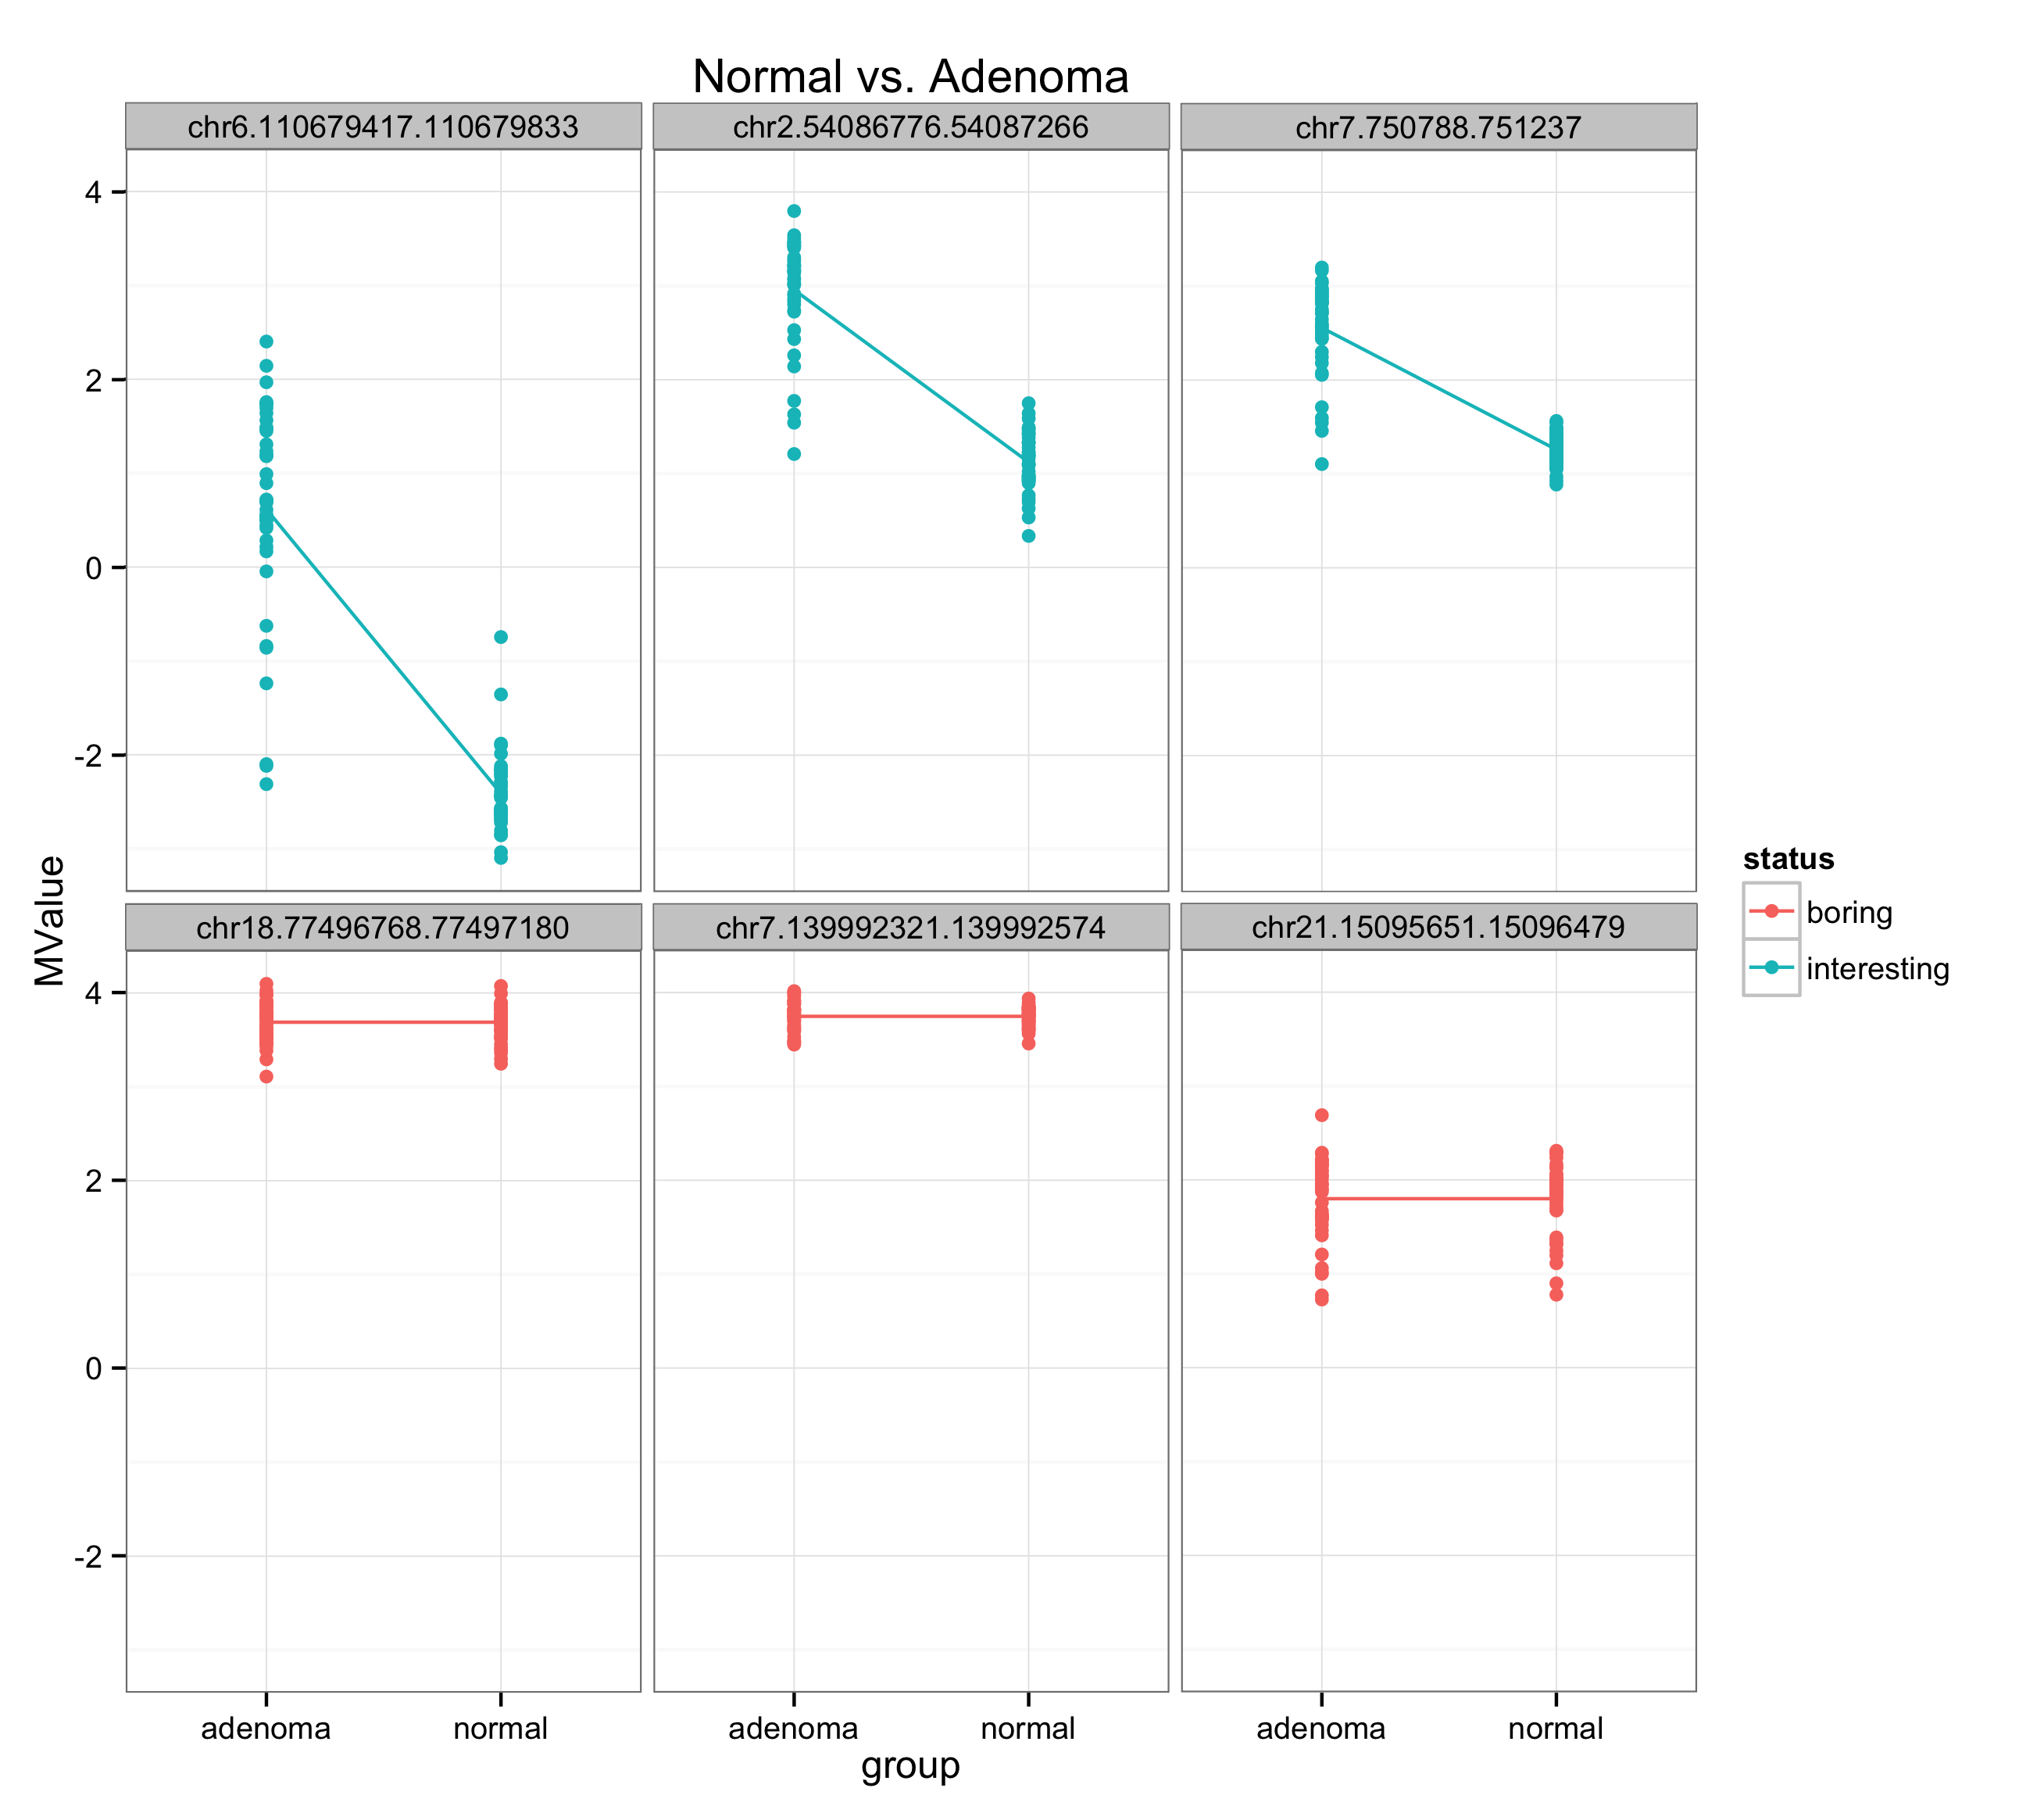 Normal vs. Adenoma
chr6.110679417.110679833
chr2.54086776.54087266
chr7.750788.751237
4
2
0
-2
chr18.77496768.77497180
chr7.139992321.139992574
chr21.15095651.15096479
4
2
0
-2
MValue
adenoma normal
adenoma normal
adenoma normal
group
status
boring
interesting